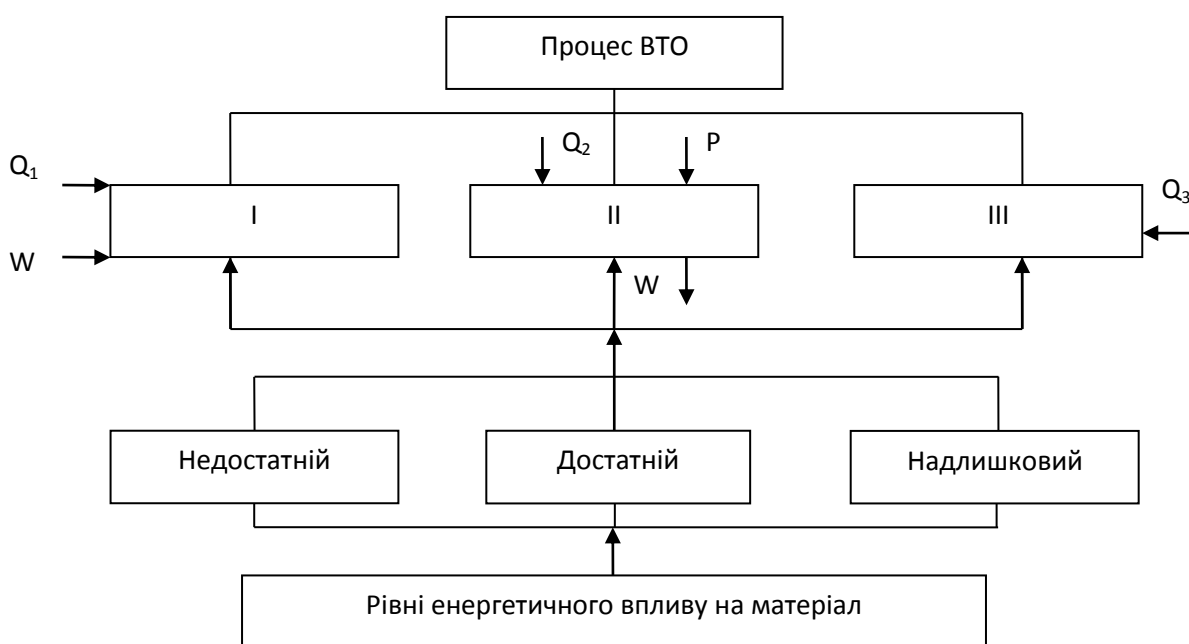 Процес ВТО
Q₂ P
Q₁
Q₃
I II III
W
W
Недостатній Достатній Надлишковий
Рівні енергетичного впливу на матеріал